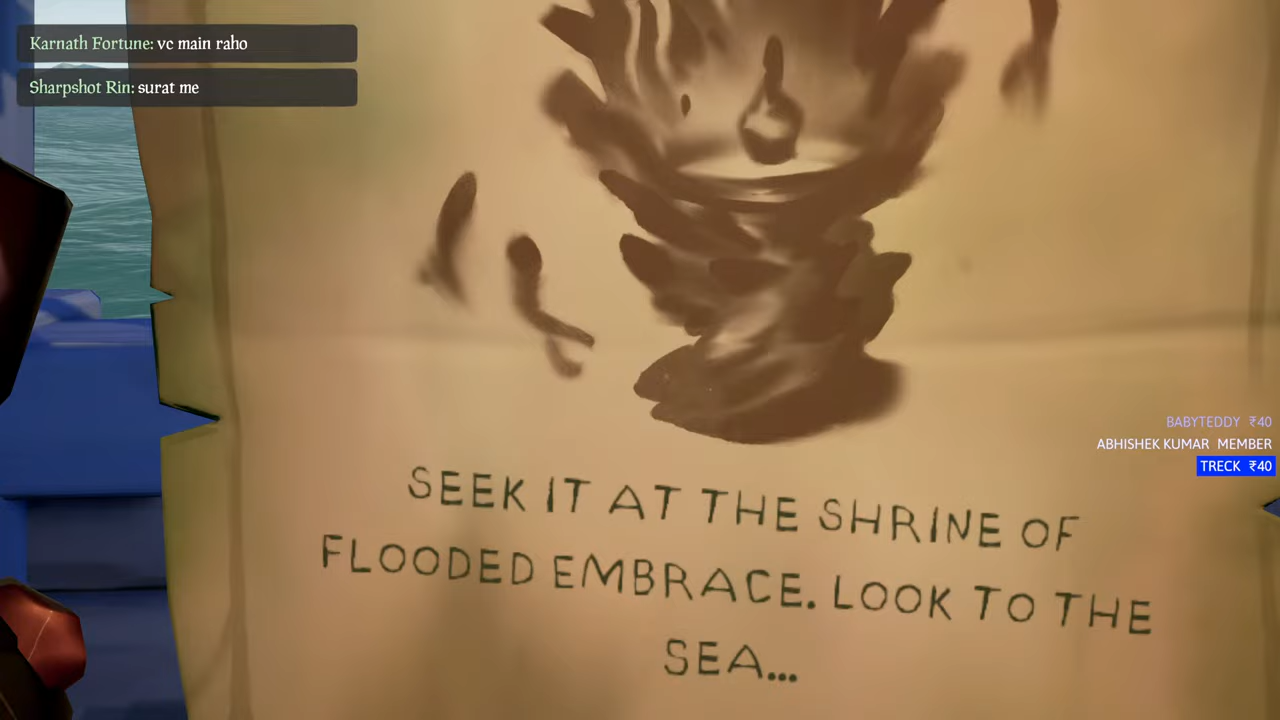 Karnath Fortune: vc main raho
Sharpshot Rin: surat me
BABYTEDDY ₹40
ABHISHEK KUMAR MEMBER
TRECK ₹40
SEEK IT AT THE SHRINE OF
FLOODED EMBRACE. LOOK TO THE
SEA...